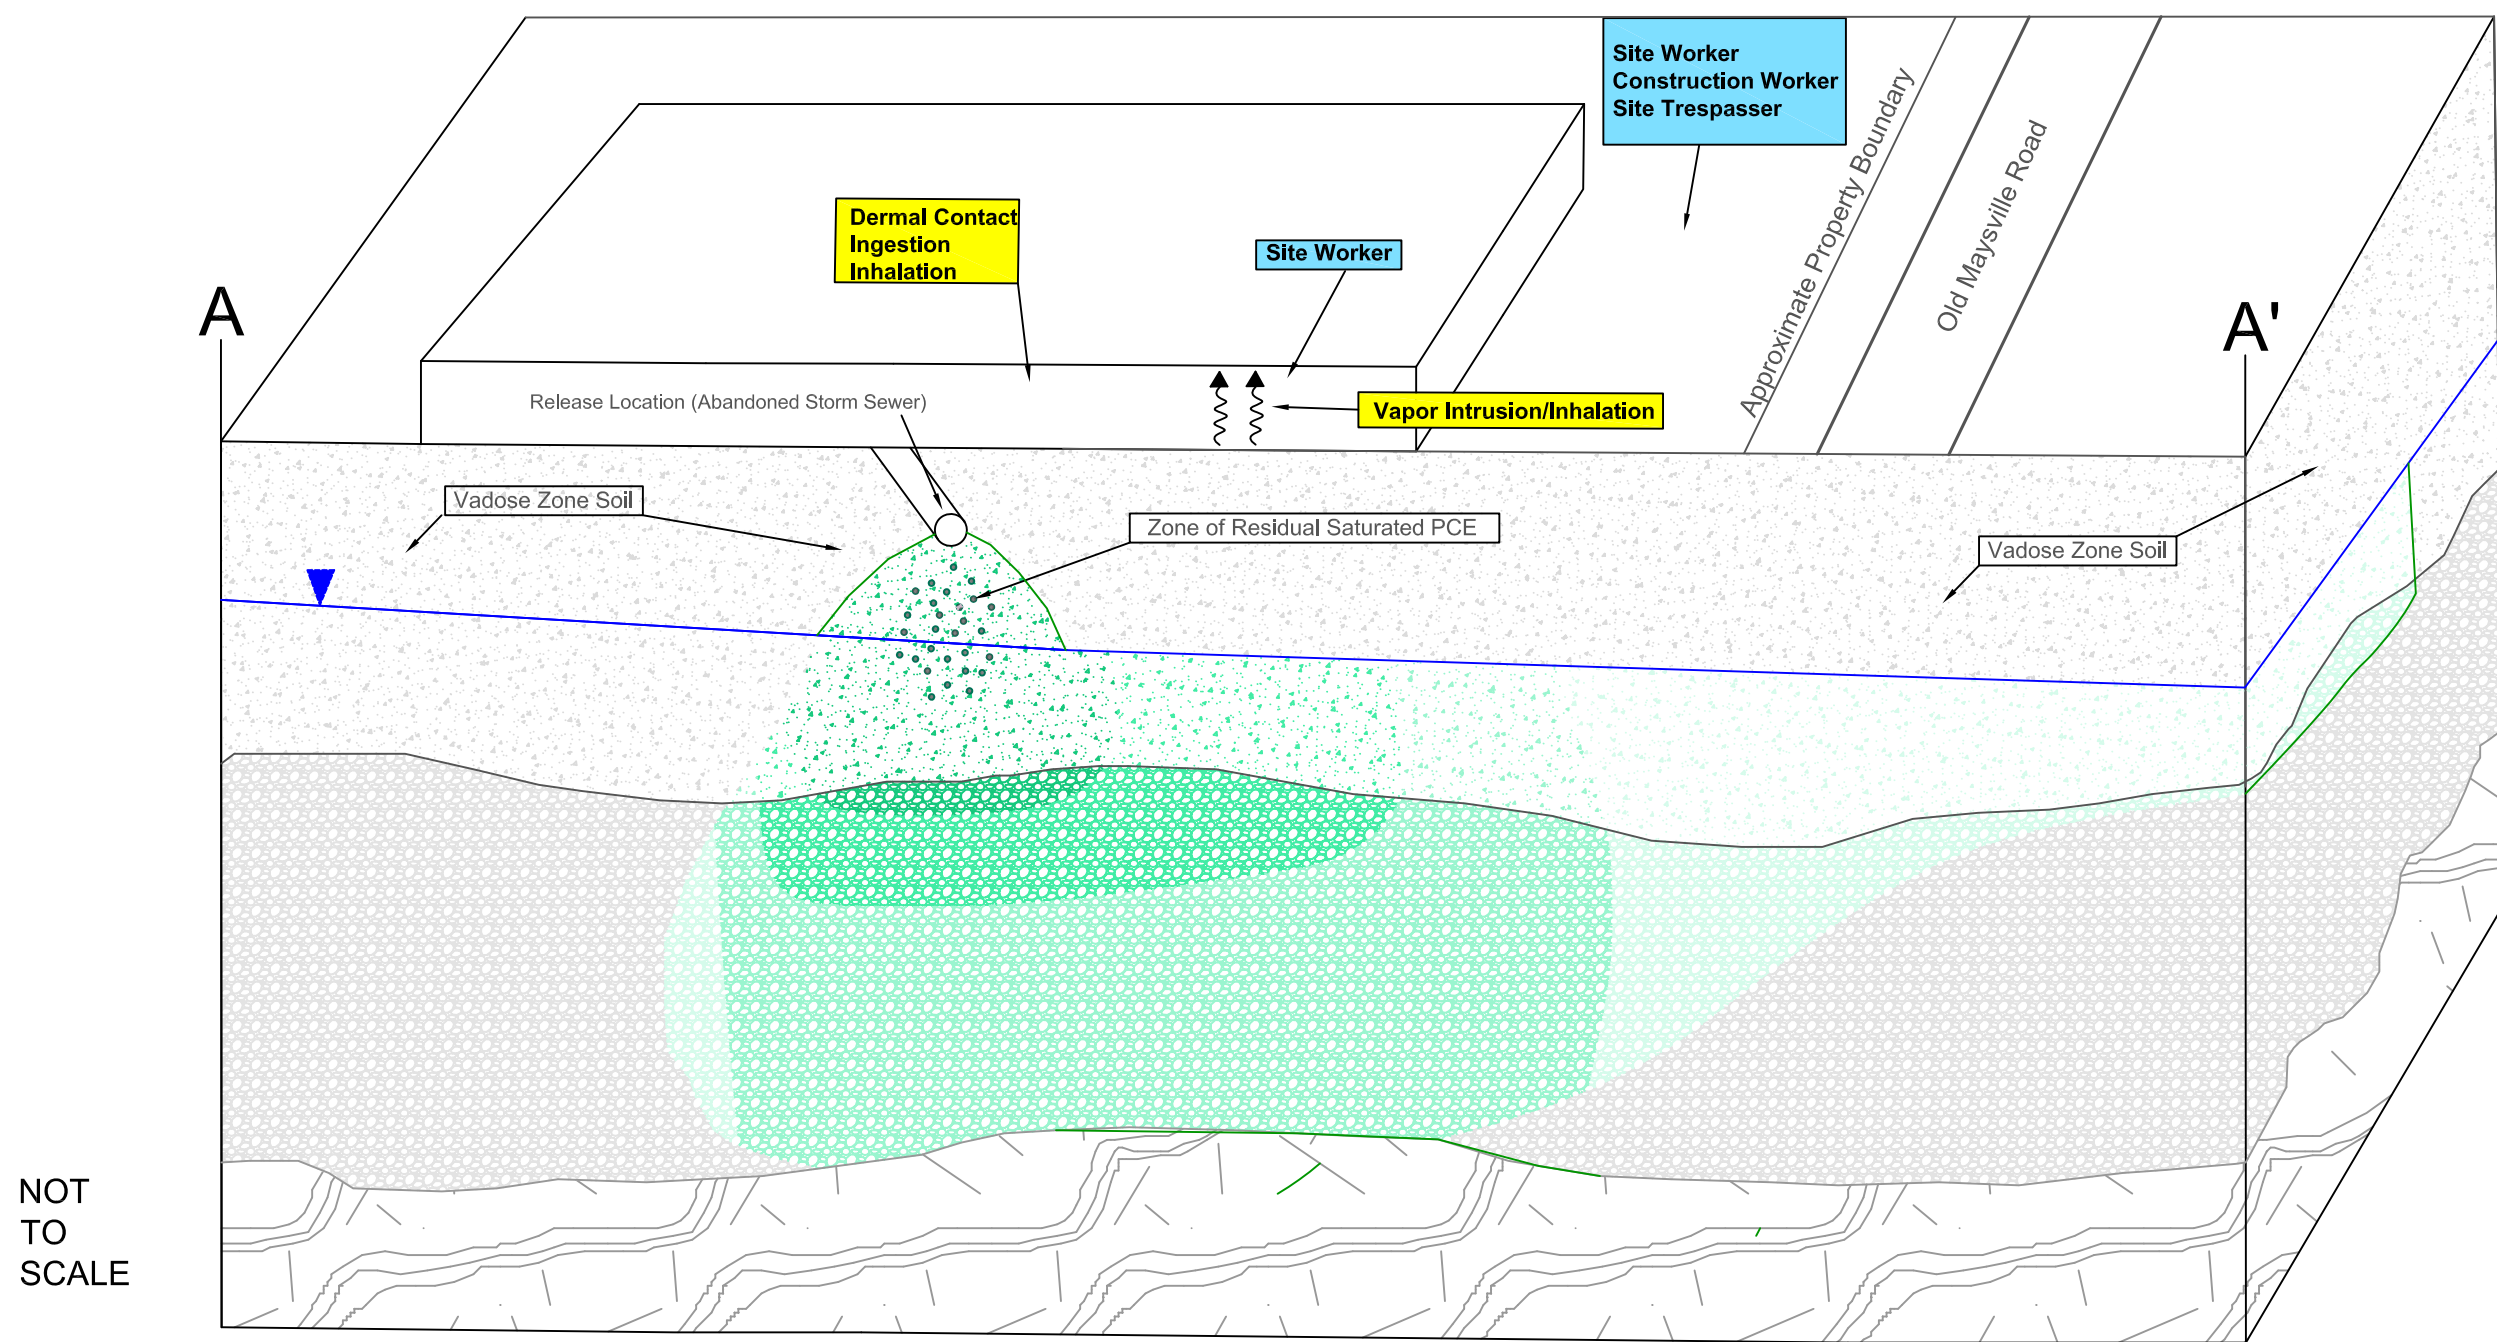 Site Worker
Construction Worker
Site Trespasser
Approximate Property Boundary
Old Maysville Road
Dermal Contact
Ingestion
Inhalation
Site Worker
A
A'
Release Location (Abandoned Storm Sewer)
Vapor Intrusion/Inhalation
Vadose Zone Soil
Zone of Residual Saturated PCE
Vadose Zone Soil
NOT
TO
SCALE